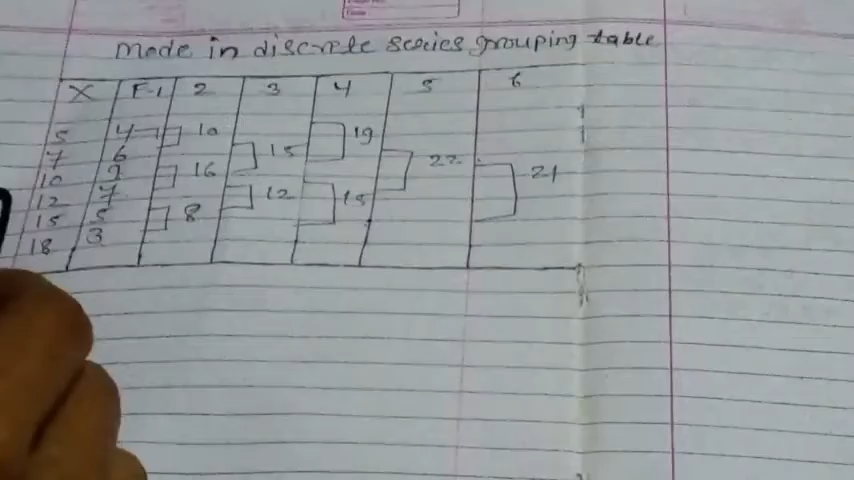 mode in discrete series grouping table
X F-1 2 3 4 5 6
5 4 10 19
7 6 15
10 9 16 22 21
12 7 12 15
15 5 8
18 3